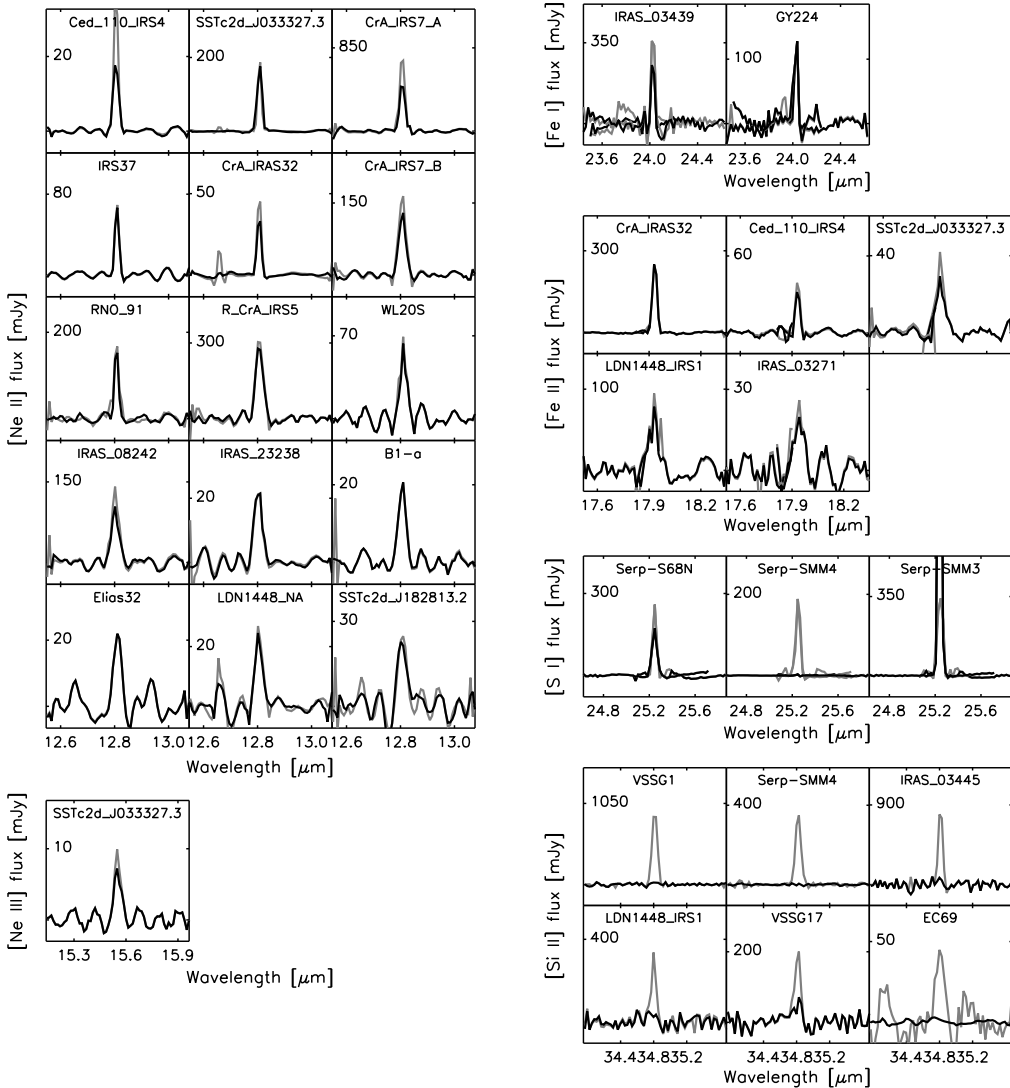 [Ne II] flux [mJy]
Ced_110_IRS4 SSTc2d_J033327.3 CrA_IRS7_A
20 200 850
IRS37 CrA_IRAS32 CrA_IRS7_B
80 50 150
RNO_91 R_CrA_IRS5 WL20S
200 300 70
IRAS_08242 IRAS_23238 B1-a
150 20 20
Elias32 LDN1448_NA SSTc2d_J182813.2
20 20 30
12.6 12.8 13.0 12.6 12.8 13.0 12.6 12.8 13.0
Wavelength [μm]
[Ne III] flux [mJy]
SSTc2d_J033327.3
10
15.3 15.6 15.9
Wavelength [μm]
[Fe I] flux [mJy]
IRAS_03439 GY224
350 100
23.6 24.0 24.4 23.6 24.0 24.4
Wavelength [μm]
[Fe II] flux [mJy]
CrA_IRAS32 Ced_110_IRS4 SSTc2d_J033327.3
300 60 40
LDN1448_IRS1 IRAS_03271
100 30
17.6 17.9 18.2 17.6 17.9 18.2
Wavelength [μm]
[S I] flux [mJy]
Serp-S68N Serp-SMM4 Serp-SMM3
300 200 350
24.8 25.2 25.6 24.8 25.2 25.6 24.8 25.2 25.6
Wavelength [μm]
[Si II] flux [mJy]
VSSG1 Serp-SMM4 IRAS_03445
1050 400 900
LDN1448_IRS1 VSSG17 EC69
400 200 50
34.434.835.2 34.434.835.2 34.434.835.2
Wavelength [μm]